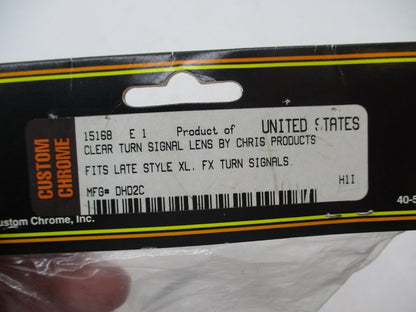 CUSTOM CHROME
15168 E 1 Product of UNITED STATES
CLEAR TURN SIGNAL LENS BY CHRIS PRODUCTS
FITS LATE STYLE XL. FX TURN SIGNALS.
MFG# DHD2C
H1I
ustom Chrome, Inc.
40-5